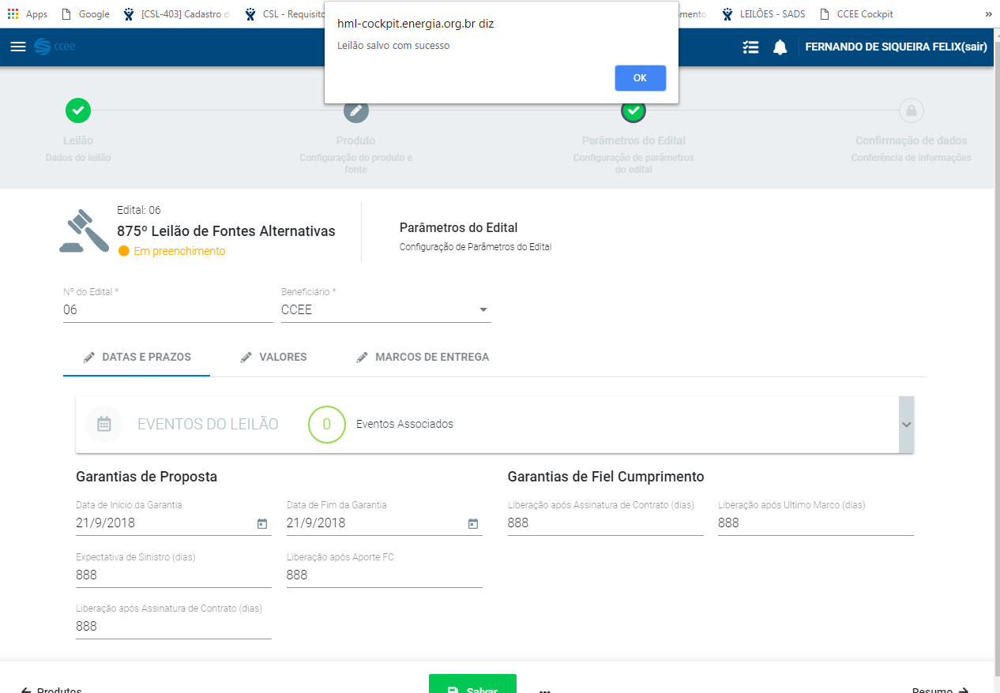 Apps Google [CSL-403] Cadastro d CSL - Requisito mento LEILÕES - SADS CCEE Cockpit »
hml-cockpit.energia.org.br diz
Leilão salvo com sucesso
OK
ccee FERNANDO DE SIQUEIRA FELIX(sair)
Leilão
Dados do leilão
Produto
Configuração do produto e
fonte
Parâmetros do Edital
Configuração de parâmetros
do edital
Confirmação de dados
Conferência de informações
Edital: 06
875º Leilão de Fontes Alternativas
Em preenchimento
Parâmetros do Edital
Configuração de Parâmetros do Edital
Nº do Edital *
06
Beneficiário *
CCEE
DATAS E PRAZOS VALORES MARCOS DE ENTREGA
EVENTOS DO LEILÃO 0 Eventos Associados
Garantias de Proposta
Data de Início da Garantia
21/9/2018
Data de Fim da Garantia
21/9/2018
Expectativa de Sinistro (dias)
888
Liberação após Aporte FC
888
Liberação após Assinatura de Contrato (dias)
888
Garantias de Fiel Cumprimento
Liberação após Assinatura de Contrato (dias)
888
Liberação após Ultimo Marco (dias)
888
Produtos Salvar ... Resumo